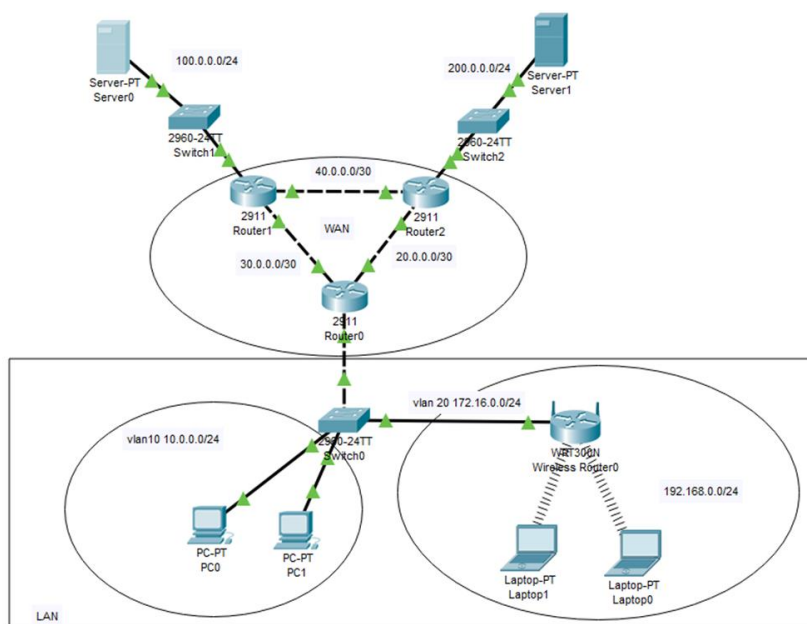 100.0.0.0/24
200.0.0.0/24
Server-PT
Server0
Server-PT
Server1
2960-24TT
Switch1
2960-24TT
Switch2
40.0.0.0/30
2911
Router1
2911
Router2
WAN
30.0.0.0/30
20.0.0.0/30
2911
Router0
vlan 20 172.16.0.0/24
vlan10 10.0.0.0/24
2960-24TT
Switch0
WRT300N
Wireless Router0
192.168.0.0/24
PC-PT
PC0
PC-PT
PC1
Laptop-PT
Laptop1
Laptop-PT
Laptop0
LAN